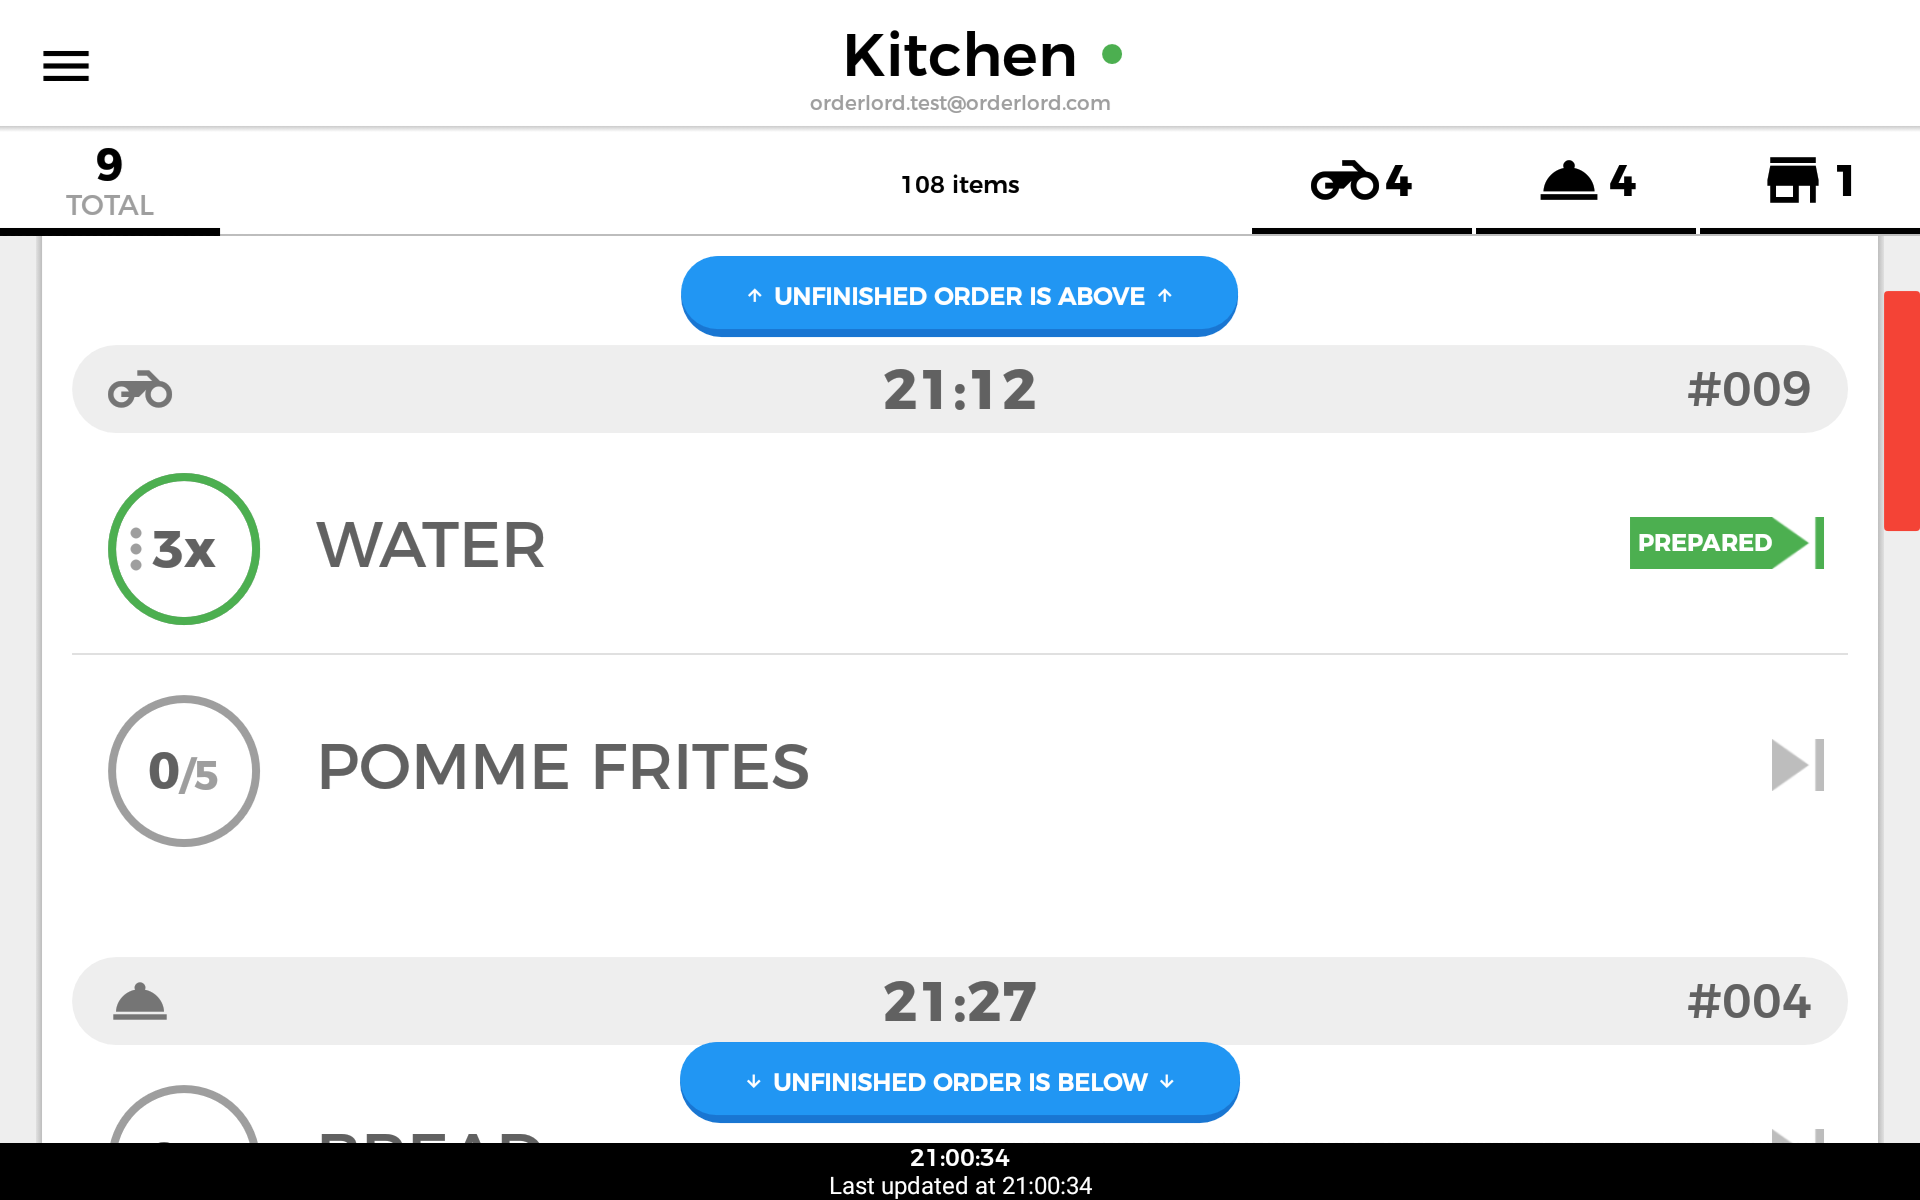 Kitchen
orderlord.test@orderlord.com
9
TOTAL
108 items
4
4
1
↑ UNFINISHED ORDER IS ABOVE ↑
21:12
#009
3x
WATER
PREPARED
0/5
POMME FRITES
21:27
#004
↓ UNFINISHED ORDER IS BELOW ↓
BREAD
21:00:34
Last updated at 21:00:34